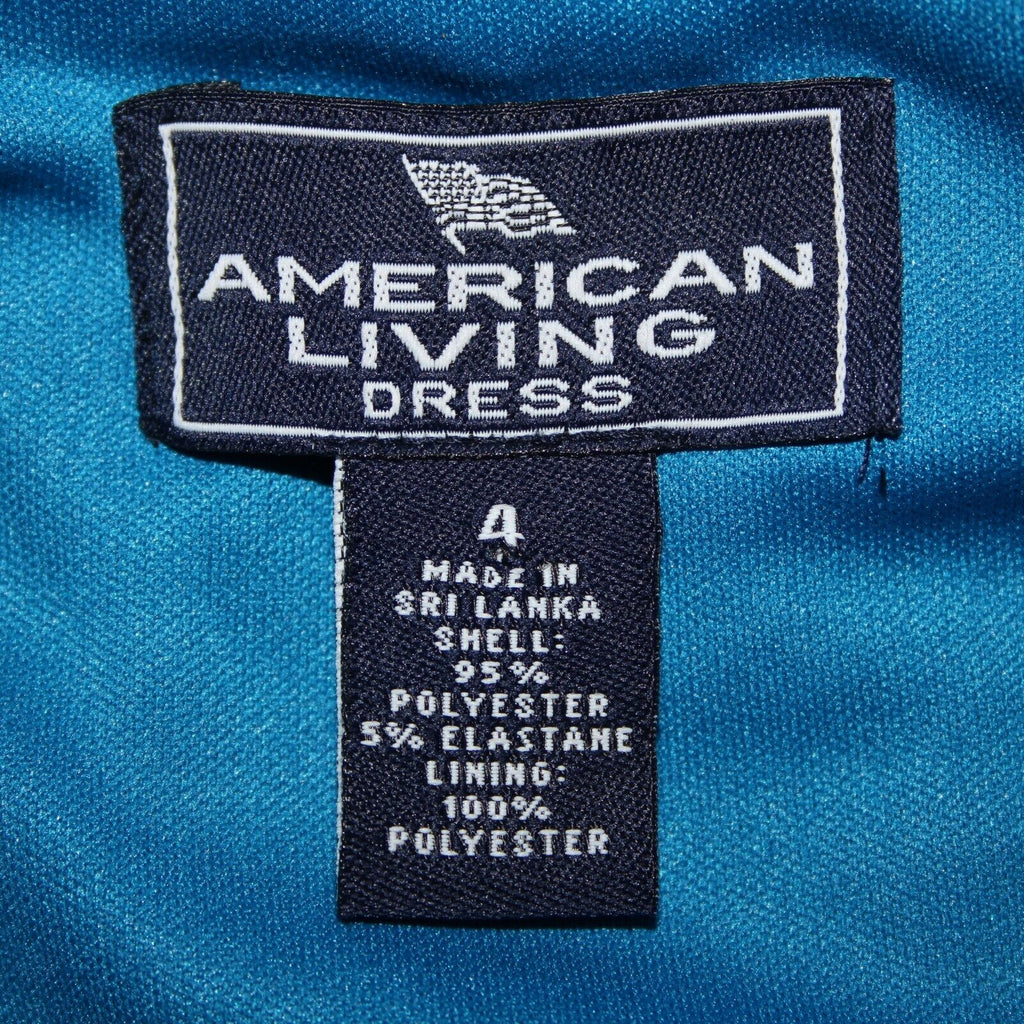 AMERICAN
LIVING
DRESS
4
MADE IN
SRI LANKA
SHELL:
95%
POLYESTER
5% ELASTANE
LINING:
100%
POLYESTER